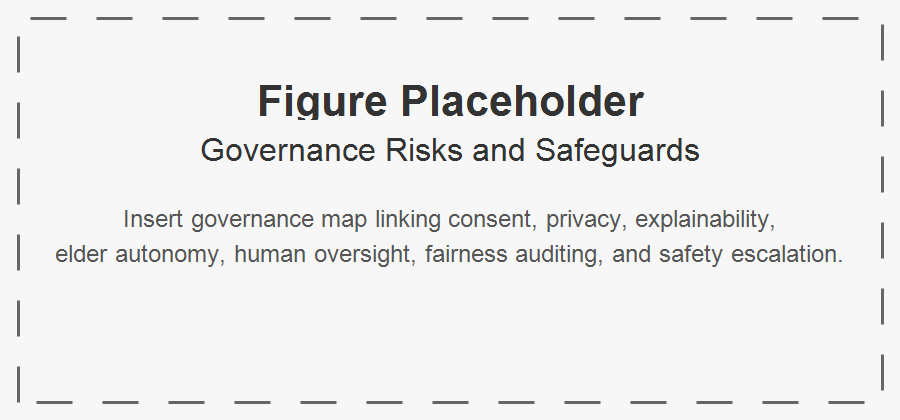 Figure Placeholder
Governance Risks and Safeguards
Insert governance map linking consent, privacy, explainability,
elder autonomy, human oversight, fairness auditing, and safety escalation.